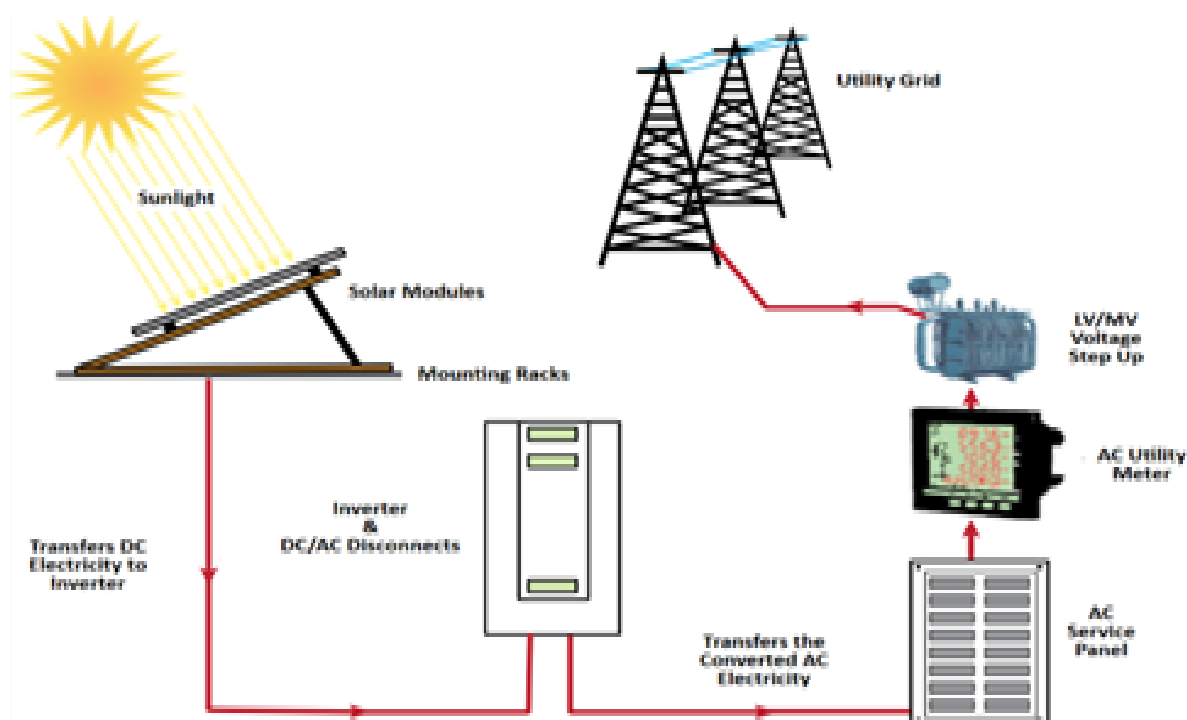 Utility Grid
Sunlight
Solar Modules
LV/MV
Voltage
Step Up
Mounting Racks
AC Utility
Meter
Inverter
&
DC/AC Disconnects
Transfers DC
Electricity to
Inverter
AC
Service
Panel
Transfers the
Converted AC
Electricity